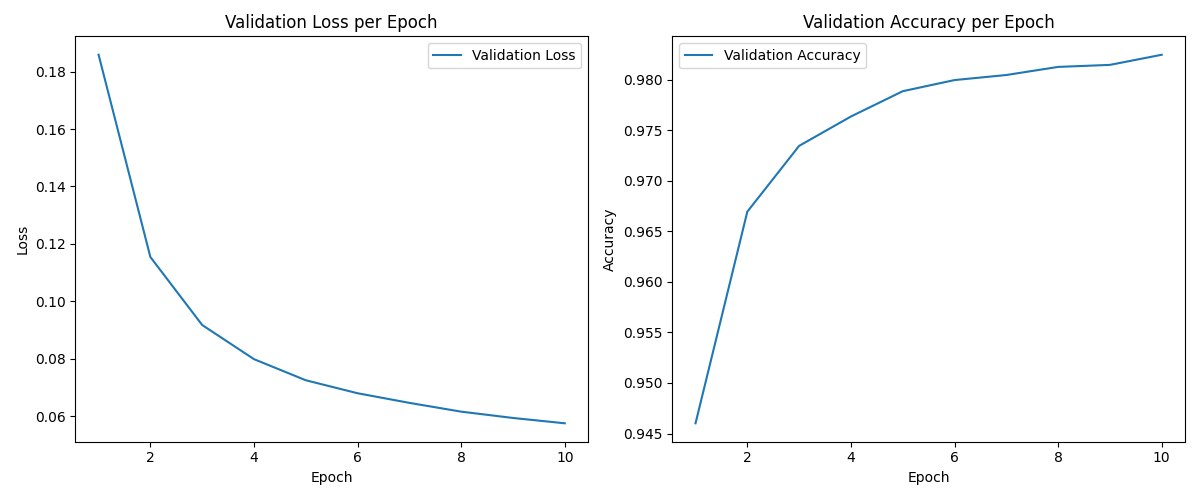 Validation Loss per Epoch
Validation Loss
0.18
0.16
0.14
0.12
0.10
0.08
0.06
Loss
2 4 6 8 10
Epoch
Validation Accuracy per Epoch
Validation Accuracy
0.980
0.975
0.970
0.965
0.960
0.955
0.950
0.945
Accuracy
2 4 6 8 10
Epoch